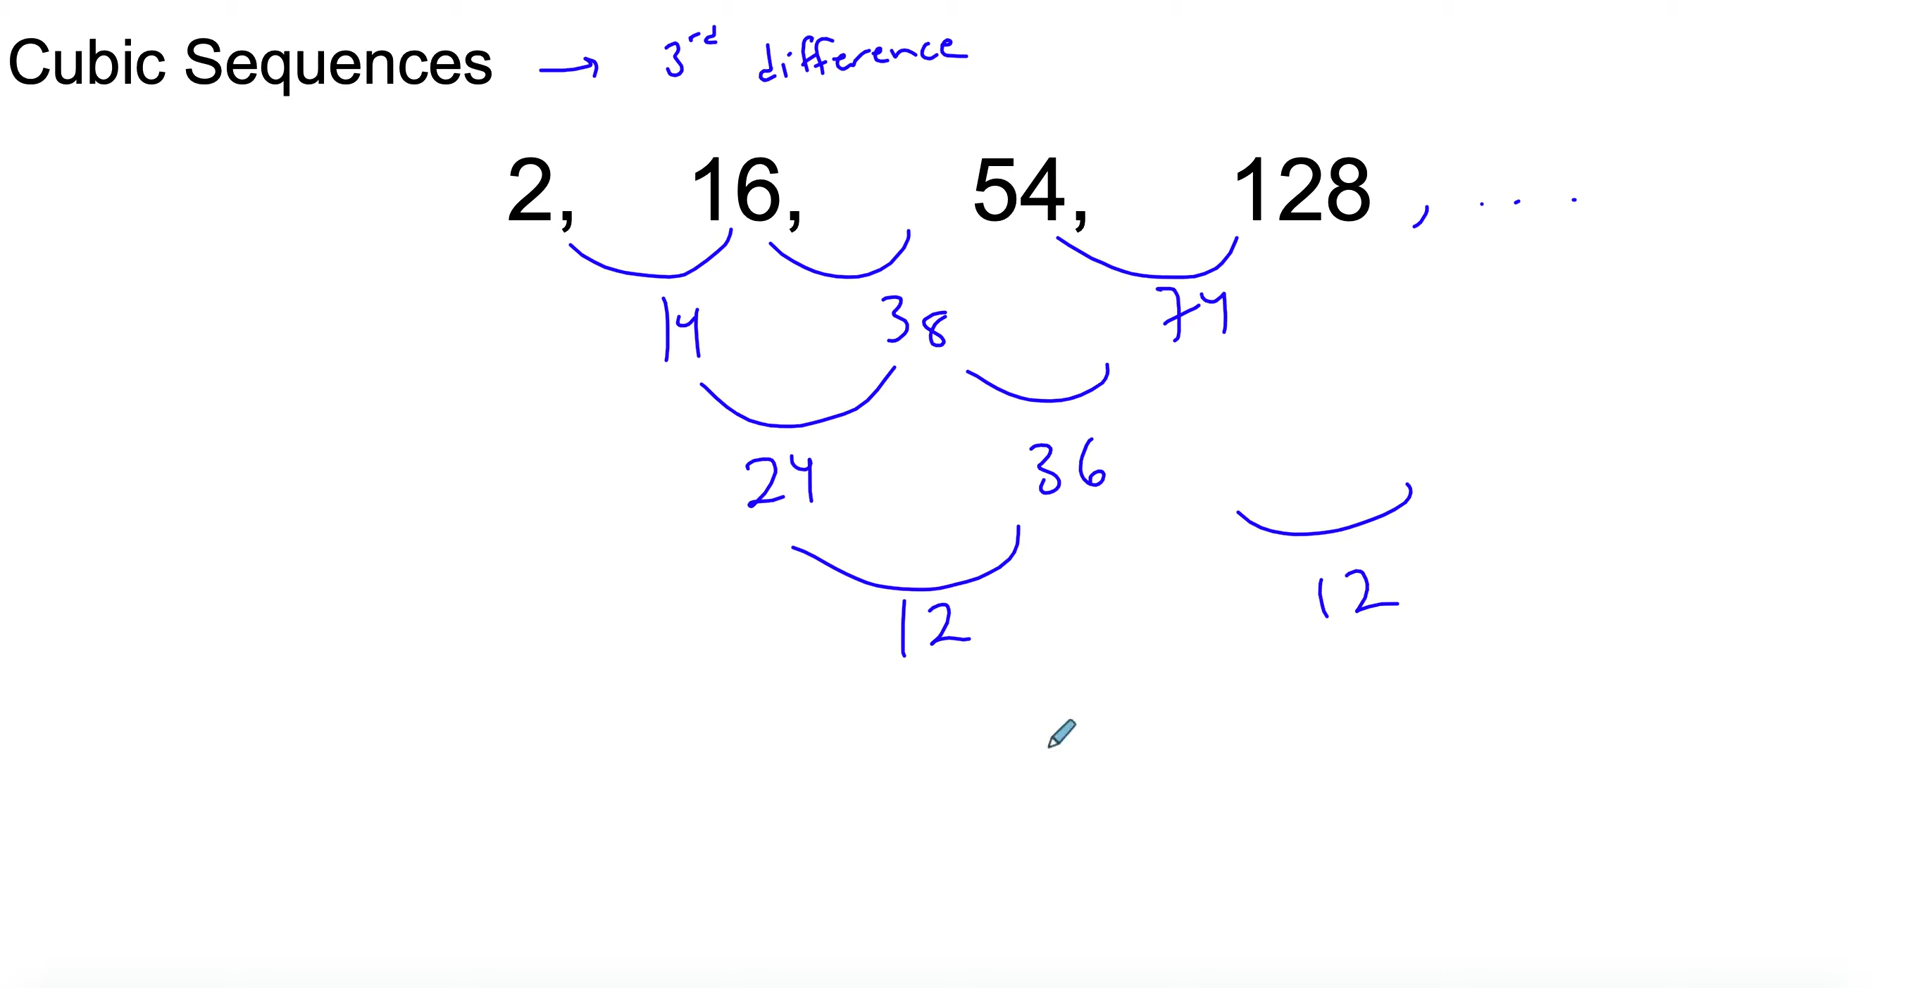 Cubic Sequences → 3rd difference
2, 16, 54, 128, ...
14 38 74
24 36
12 12